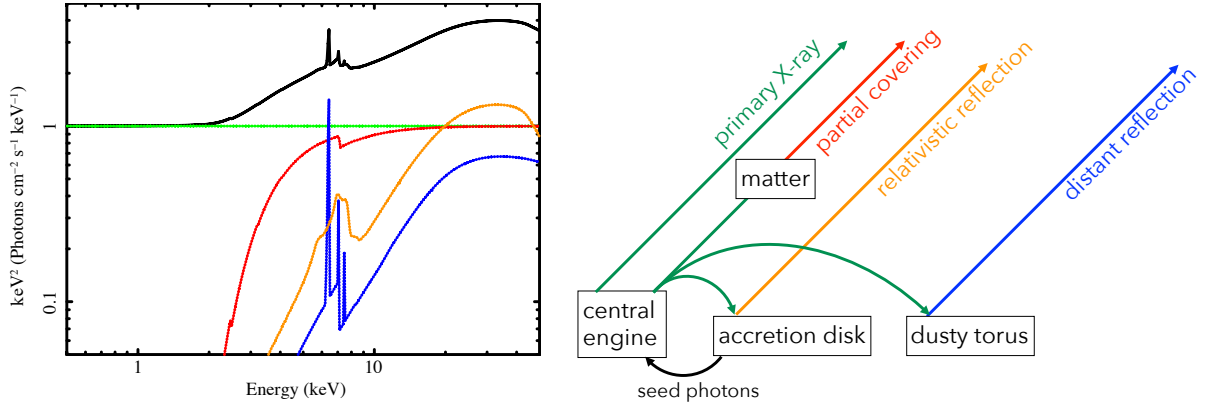 keV² (Photons cm⁻² s⁻¹ keV⁻¹)
1
0.1
1
10
Energy (keV)
primary X-ray
partial covering
relativistic reflection
distant reflection
matter
central
engine
accretion disk
dusty torus
seed photons